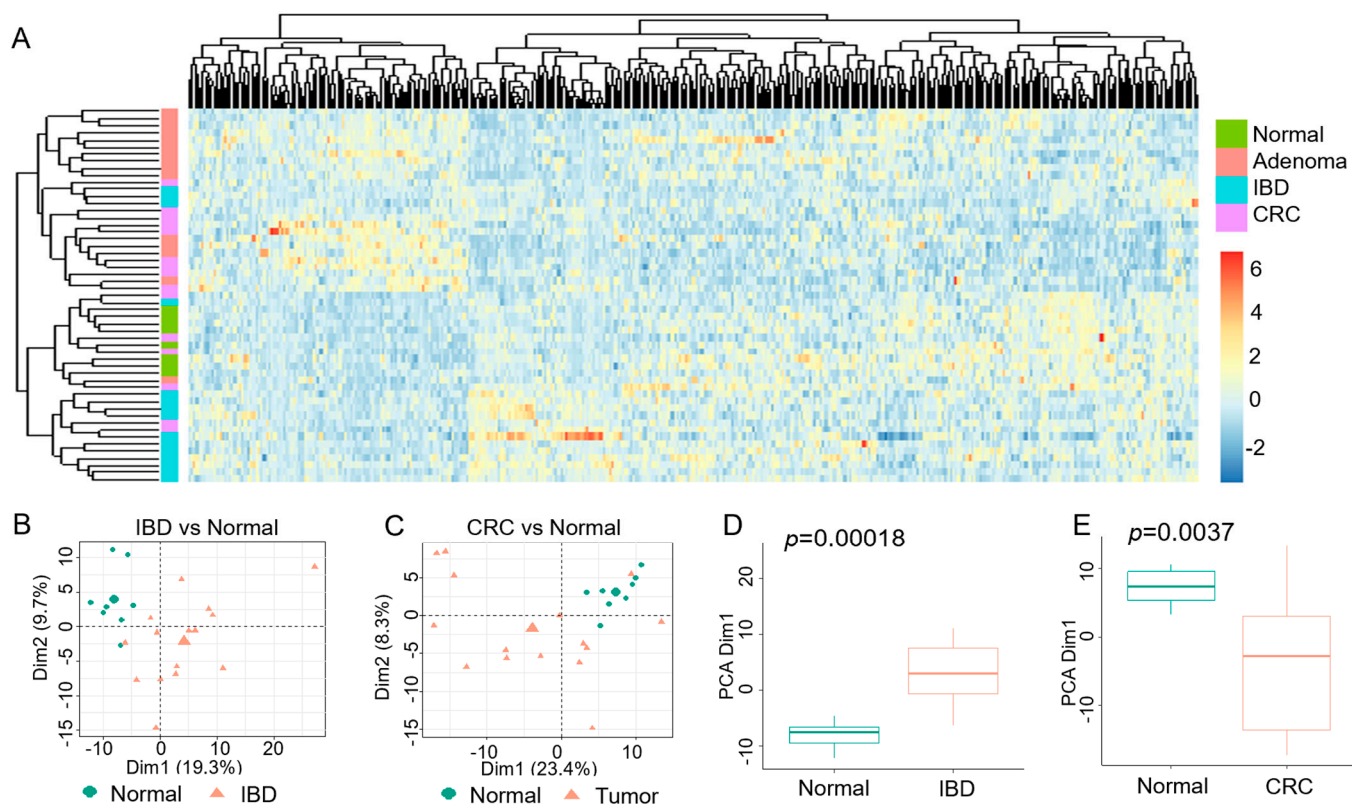 A
Normal
Adenoma
IBD
CRC
6
4
2
0
-2
B
IBD vs Normal
Dim2 (9.7%)
10
5
0
-5
-10
-15
-10
0
10
20
Dim1 (19.3%)
Normal
IBD
C
CRC vs Normal
Dim2 (8.3%)
5
0
-5
-10
-15
-10
0
10
Dim1 (23.4%)
Normal
Tumor
D
p=0.00018
PCA Dim1
20
10
0
-10
Normal
IBD
E
p=0.0037
PCA Dim1
10
0
-10
Normal
CRC